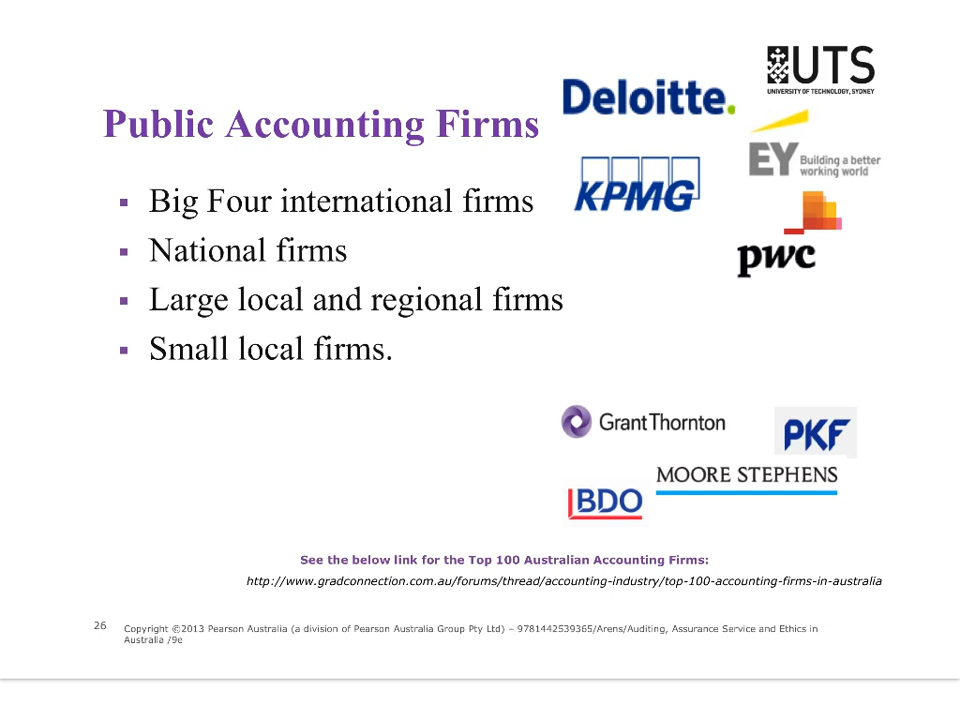 UTS
UNIVERSITY OF TECHNOLOGY, SYDNEY
Deloitte.
Public Accounting Firms
EY Building a better
working world
KPMG
pwc
▪ Big Four international firms
▪ National firms
▪ Large local and regional firms
▪ Small local firms.
Grant Thornton
PKF
MOORE STEPHENS
BDO
See the below link for the Top 100 Australian Accounting Firms:
http://www.gradconnection.com.au/forums/thread/accounting-industry/top-100-accounting-firms-in-australia
26
Copyright ©2013 Pearson Australia (a division of Pearson Australia Group Pty Ltd) – 9781442539365/Arens/Auditing, Assurance Service and Ethics in
Australia /9e